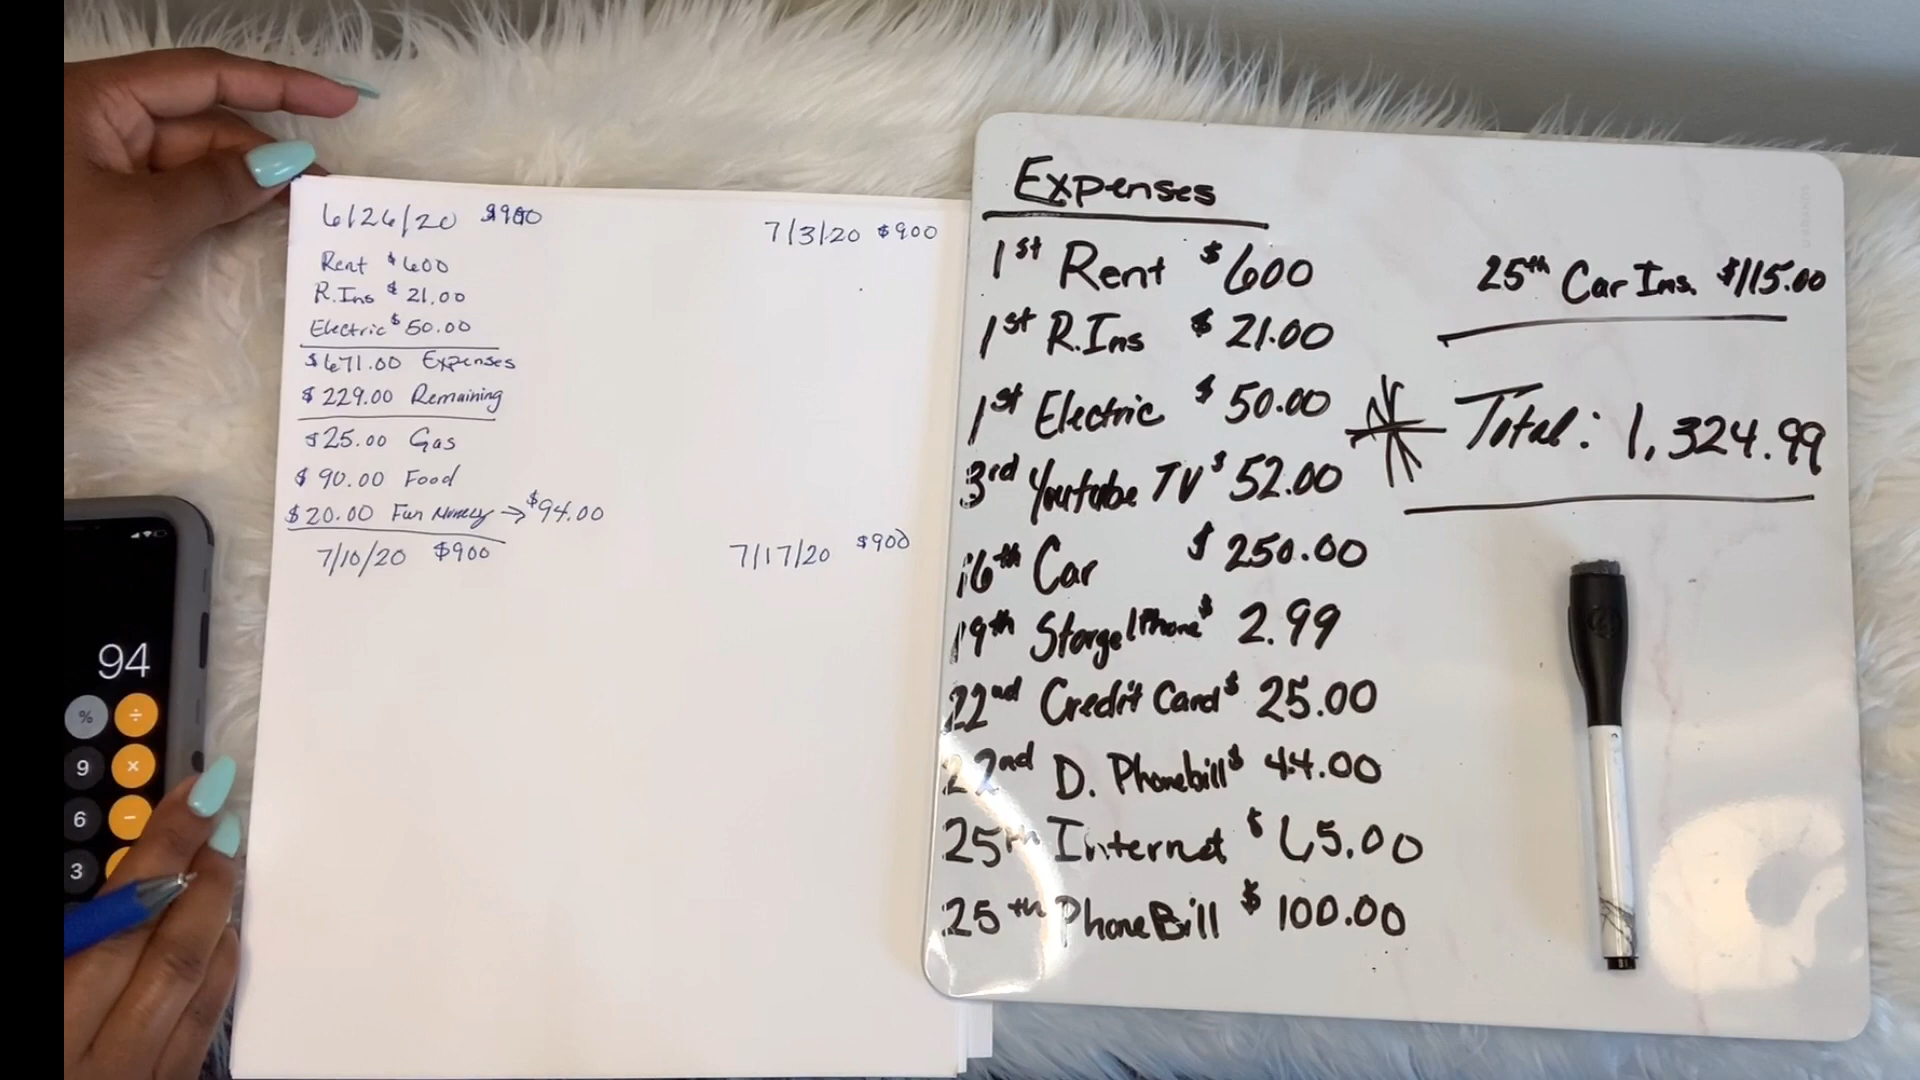 6/26/20 $900
Rent $600
R.Ins $21.00
Electric $50.00
$671.00 Expenses
$229.00 Remaining
$25.00 Gas
$90.00 Food
$20.00 Fun Money → $94.00
7/3/20 $900
7/10/20 $900
7/17/20 $900
94
%
÷
9
×
6
−
3
Expenses
1st Rent $600
1st R.Ins $21.00
1st Electric $50.00
3rd Youtube TV $52.00
16th Car $250.00
19th Storge iPhone $2.99
22nd Credit Card $25.00
22nd D. Phonebill $44.00
25th Internet $65.00
25th Phone Bill $100.00
25th Car Ins. $115.00
Total: 1,324.99